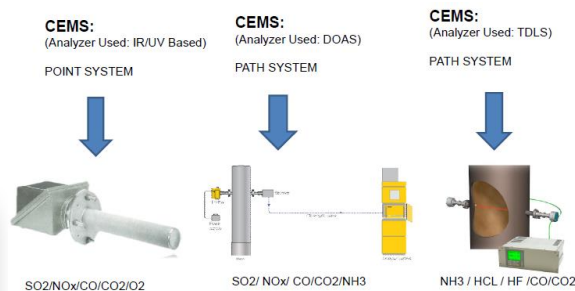 CEMS:
(Analyzer Used: IR/UV Based)
POINT SYSTEM
SO2/NOx/CO/CO2/O2
CEMS:
(Analyzer Used: DOAS)
PATH SYSTEM
SO2/ NOx/ CO/CO2/NH3
CEMS:
(Analyzer Used: TDLS)
PATH SYSTEM
NH3 / HCL / HF /CO/CO2